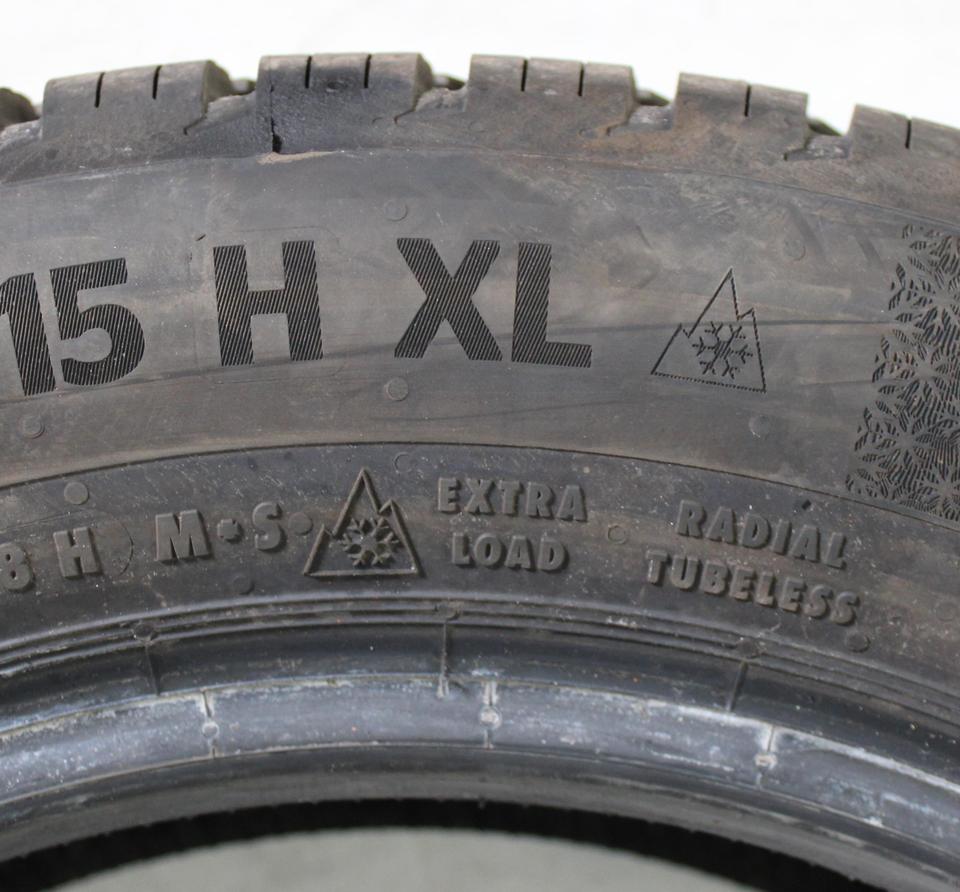 15 H XL
8 H M•S• EXTRA LOAD
RADIAL TUBELESS